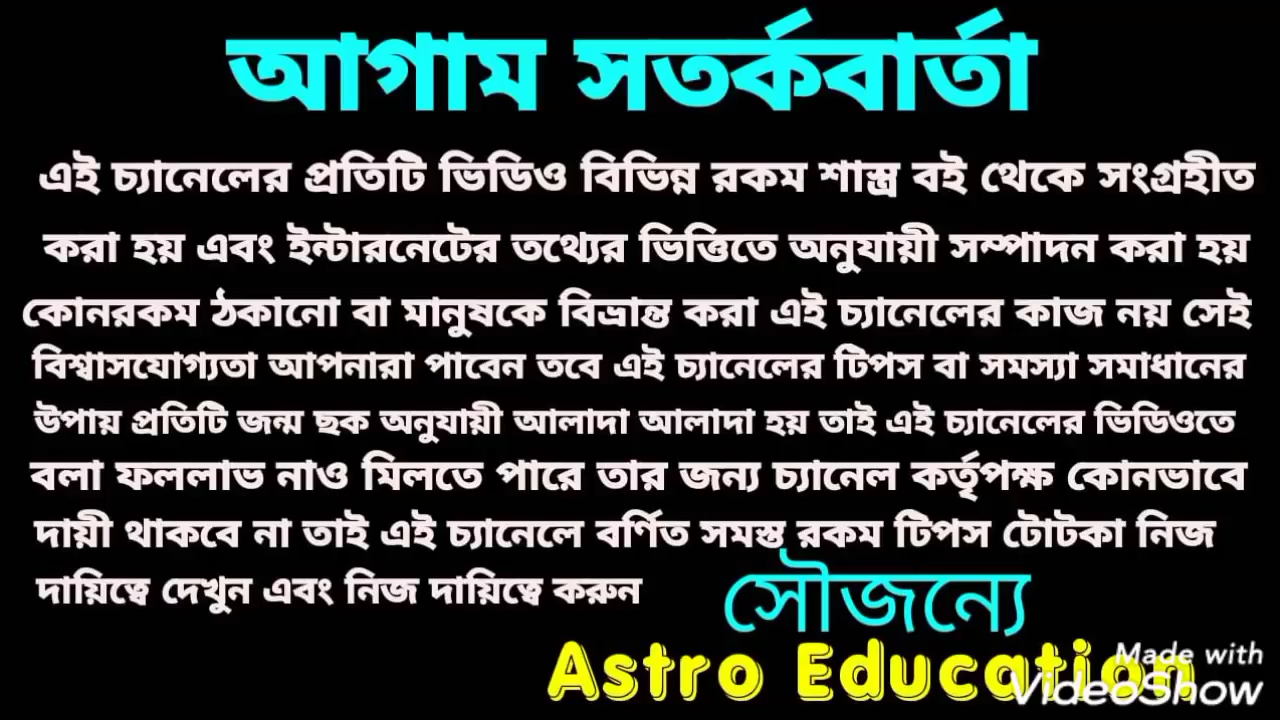 আগাম সতর্কবার্তা
এই চ্যানেলের প্রতিটি ভিডিও বিভিন্ন রকম শাস্ত্র বই থেকে সংগ্রহীত
করা হয় এবং ইন্টারনেটের তথ্যের ভিত্তিতে অনুযায়ী সম্পাদন করা হয়
কোনরকম ঠকানো বা মানুষকে বিভ্রান্ত করা এই চ্যানেলের কাজ নয় সেই
বিশ্বাসযোগ্যতা আপনারা পাবেন তবে এই চ্যানেলের টিপস বা সমস্যা সমাধানের
উপায় প্রতিটি জন্ম ছক অনুযায়ী আলাদা আলাদা হয় তাই এই চ্যানেলের ভিডিওতে
বলা ফললাভ নাও মিলতে পারে তার জন্য চ্যানেল কর্তৃপক্ষ কোনভাবে
দায়ী থাকবে না তাই এই চ্যানেলে বর্ণিত সমস্ত রকম টিপস টোটকা নিজ
দায়িত্বে দেখুন এবং নিজ দায়িত্বে করুন
সৌজন্যে
Astro Education
Made with
VideoShow